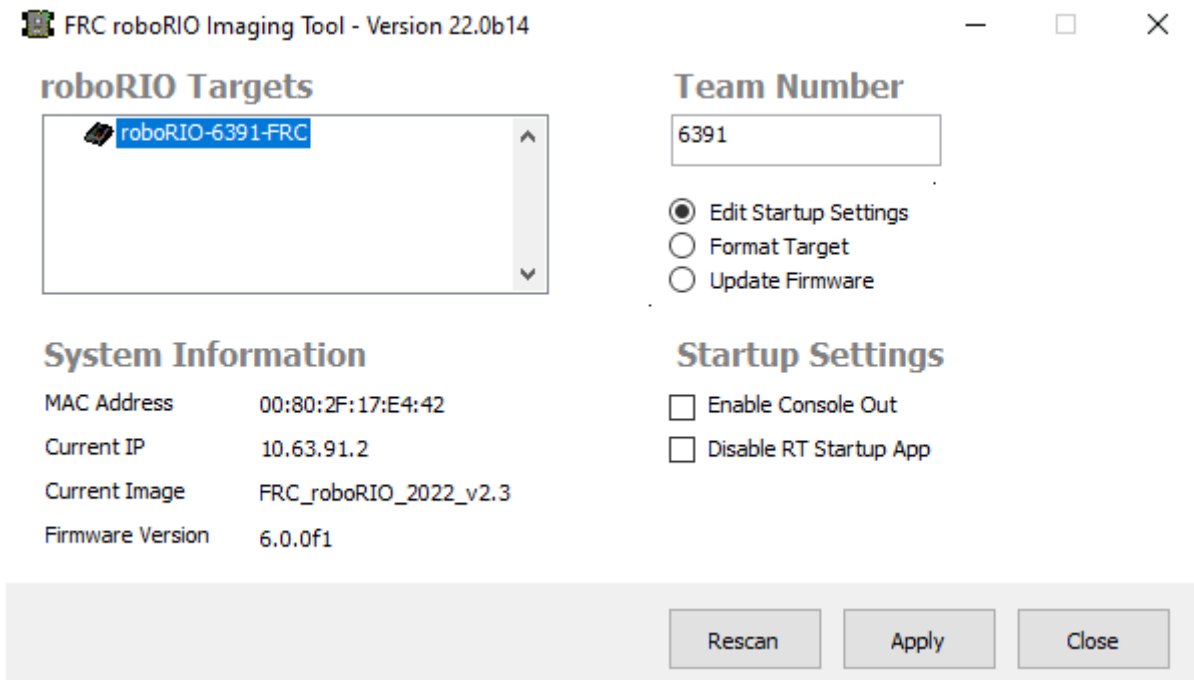 FRC roboRIO Imaging Tool - Version 22.0b14
roboRIO Targets
roboRIO-6391-FRC
Team Number
6391
Edit Startup Settings
Format Target
Update Firmware
System Information
MAC Address 00:80:2F:17:E4:42
Current IP 10.63.91.2
Current Image FRC_roboRIO_2022_v2.3
Firmware Version 6.0.0f1
Startup Settings
Enable Console Out
Disable RT Startup App
Rescan Apply Close